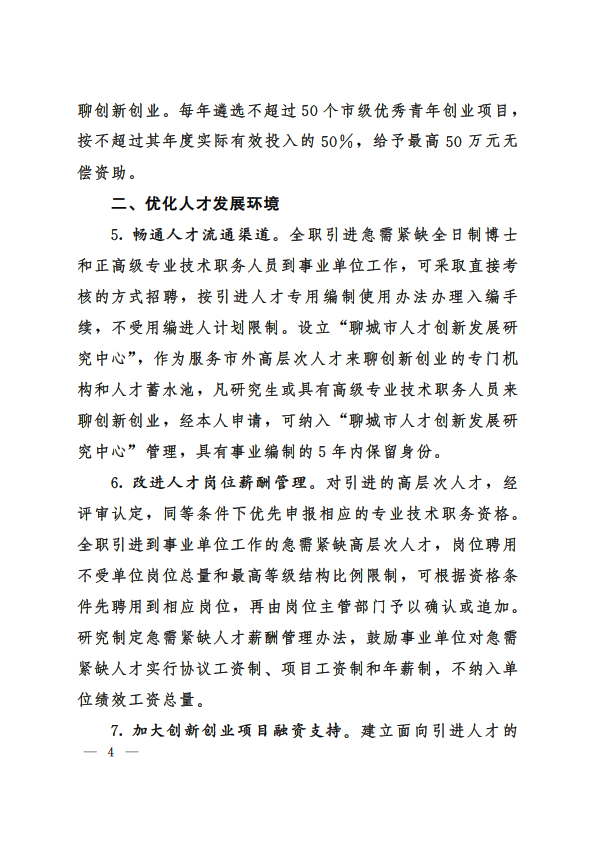 聊创新创业。每年遴选不超过 50 个市级优秀青年创业项目，
按不超过其年度实际有效投入的 50%，给予最高 50 万元无
偿资助。
二、优化人才发展环境
5. 畅通人才流通渠道。全职引进急需紧缺全日制博士
和正高级专业技术职务人员到事业单位工作，可采取直接考
核的方式招聘，按引进人才专用编制使用办法办理入编手
续，不受用编进人计划限制。设立“聊城市人才创新发展研
究中心”，作为服务市外高层次人才来聊创新创业的专门机
构和人才蓄水池，凡研究生或具有高级专业技术职务人员来
聊创新创业，经本人申请，可纳入“聊城市人才创新发展研
究中心”管理，具有事业编制的 5 年内保留身份。
6. 改进人才岗位薪酬管理。对引进的高层次人才，经
评审认定，同等条件下优先申报相应的专业技术职务资格。
全职引进到事业单位工作的急需紧缺高层次人才，岗位聘用
不受单位岗位总量和最高等级结构比例限制，可根据资格条
件先聘用到相应岗位，再由岗位主管部门予以确认或追加。
研究制定急需紧缺人才薪酬管理办法，鼓励事业单位对急需
紧缺人才实行协议工资制、项目工资制和年薪制，不纳入单
位绩效工资总量。
7. 加大创新创业项目融资支持。建立面向引进人才的
— 4 —